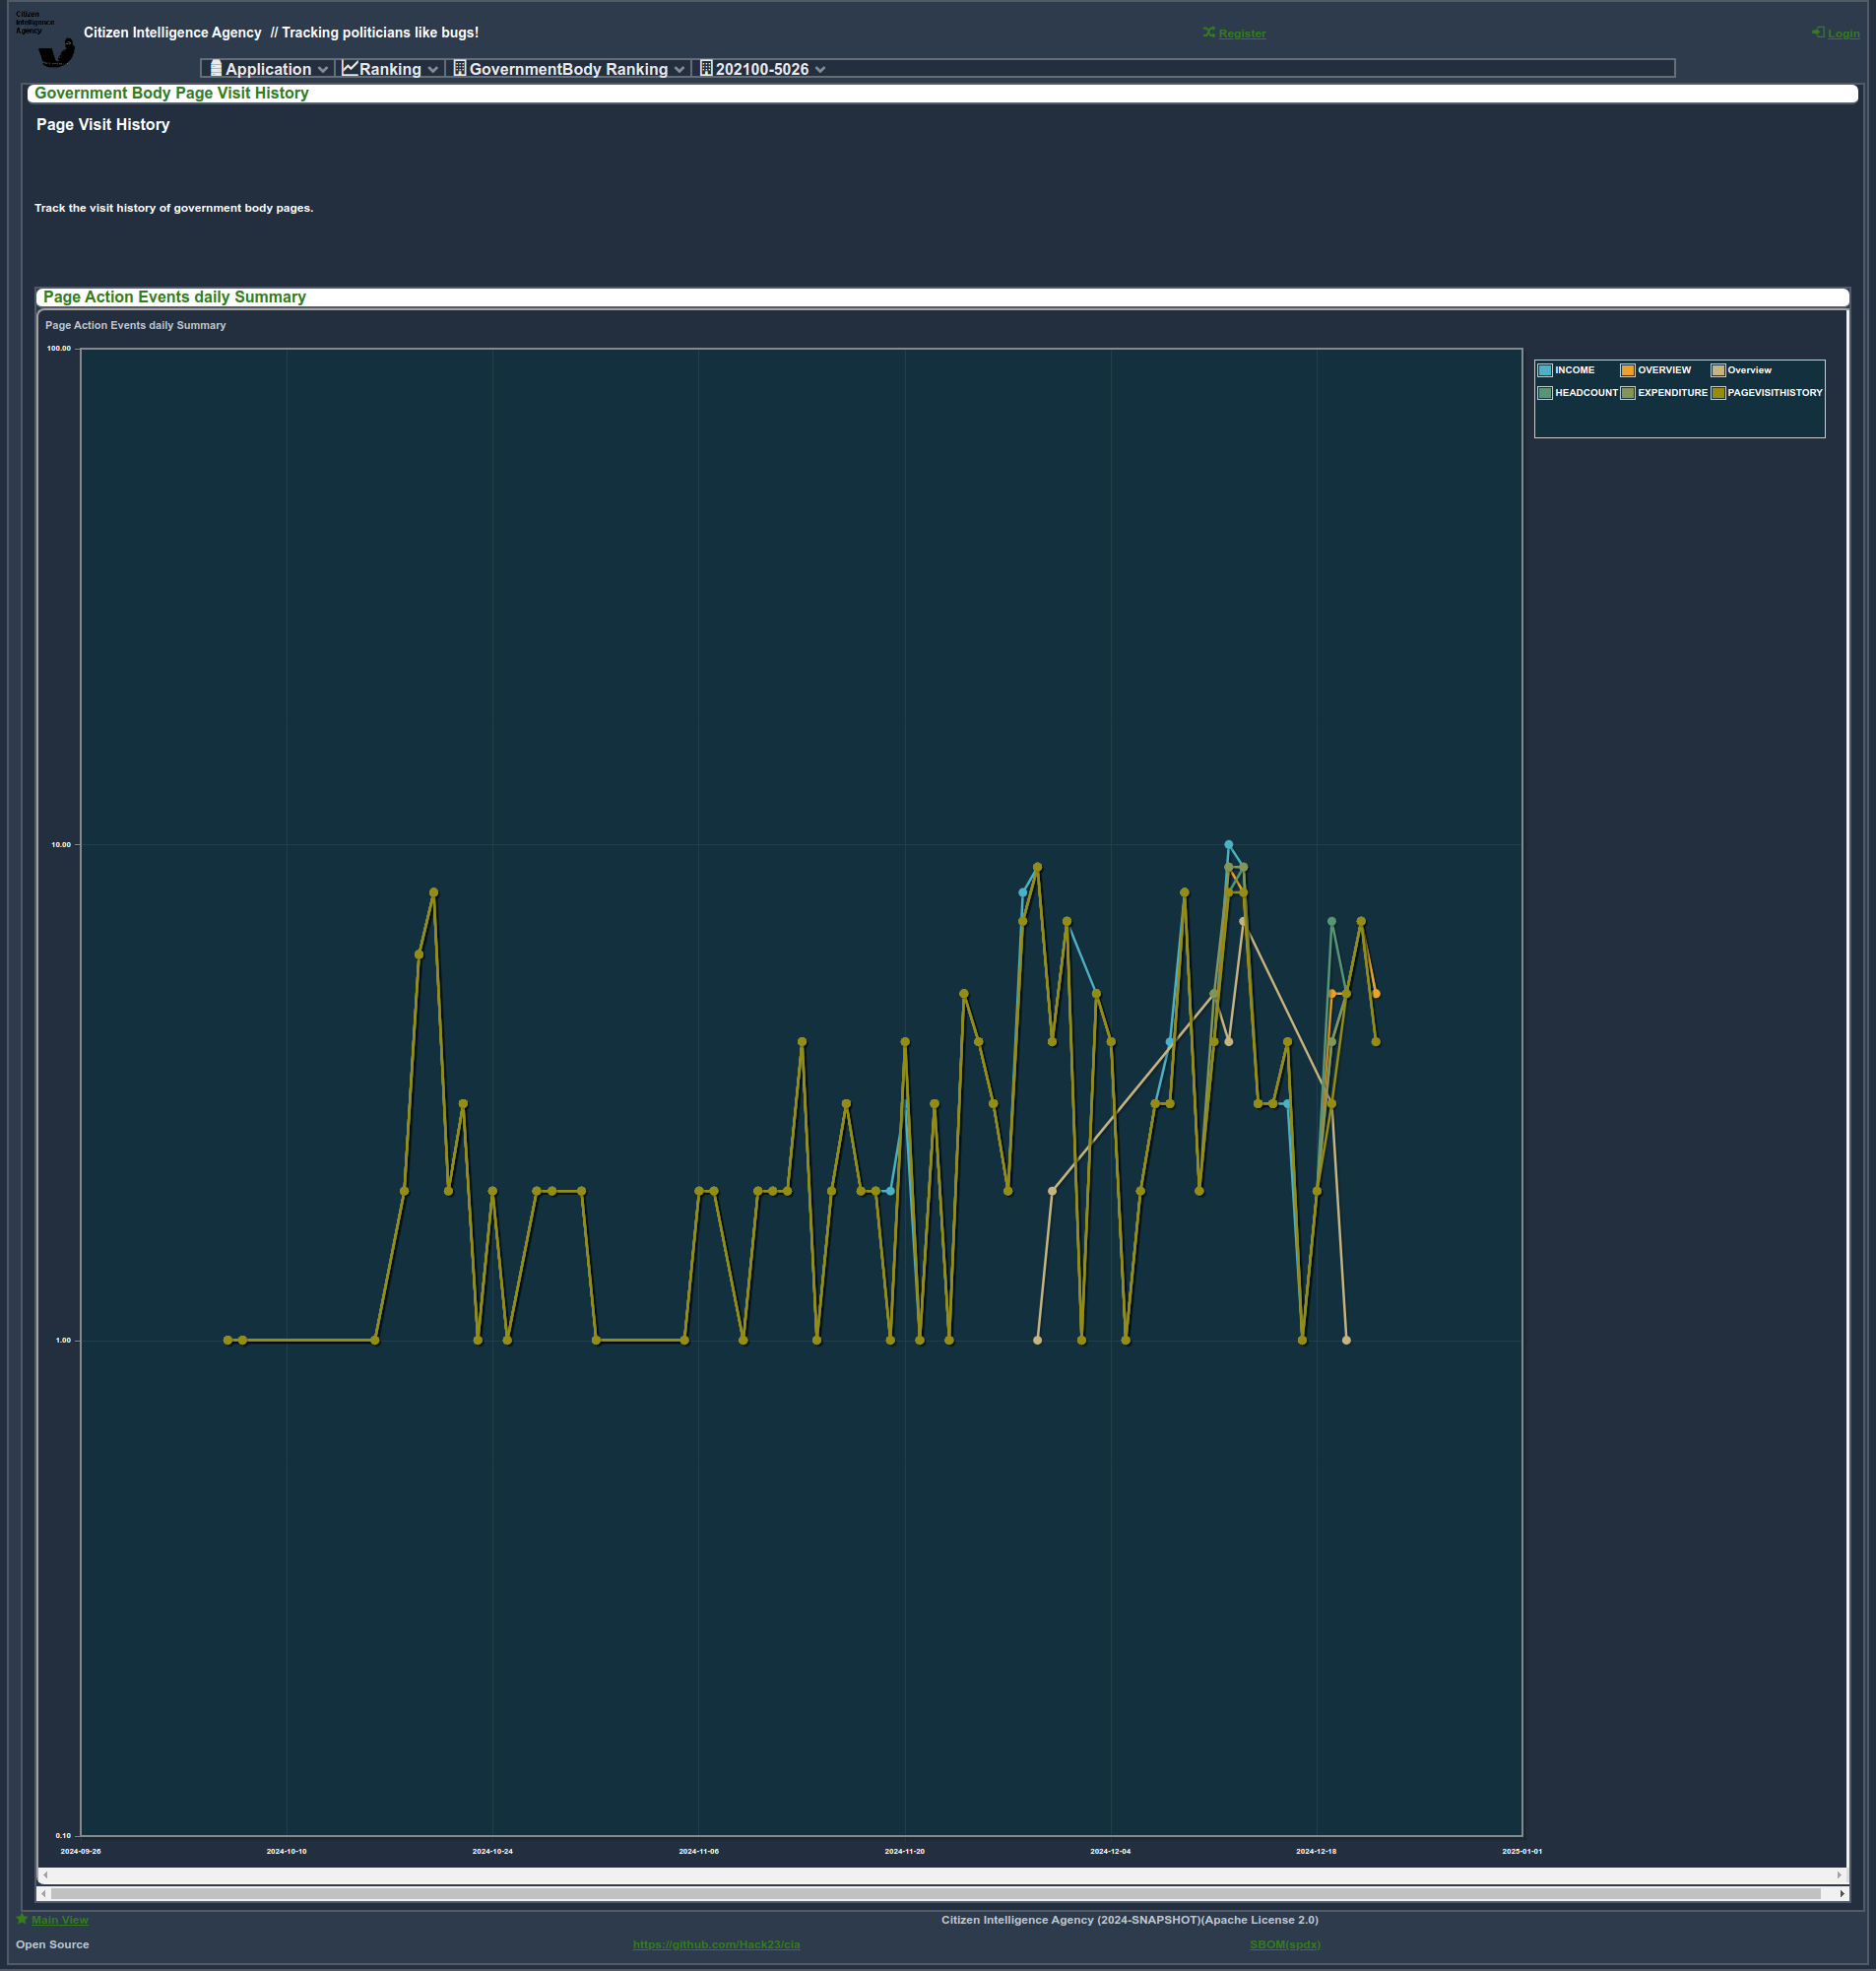 Citizen
Intelligence
Agency
Citizen Intelligence Agency // Tracking politicians like bugs!
Register
Login
Application
Ranking
GovernmentBody Ranking
202100-5026
Government Body Page Visit History
Page Visit History
Track the visit history of government body pages.
Page Action Events daily Summary
Page Action Events daily Summary
INCOME OVERVIEW Overview
HEADCOUNT EXPENDITURE PAGEVISITHISTORY
100.00
10.00
1.00
0.10
2024-09-26 2024-10-10 2024-10-24 2024-11-06 2024-11-20 2024-12-04 2024-12-18 2025-01-01
Main View
Citizen Intelligence Agency (2024-SNAPSHOT)(Apache License 2.0)
Open Source
https://github.com/Hack23/cia
SBOM(spdx)